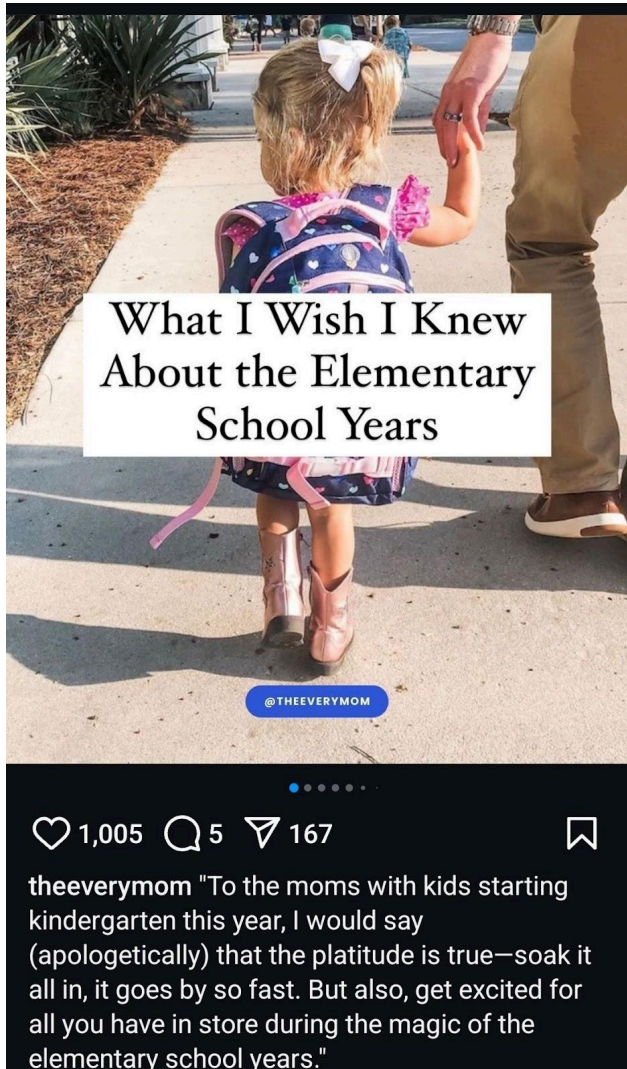 What I Wish I Knew
About the Elementary
School Years
@THEEVERYMOM
1,005 5 167
theeverymom "To the moms with kids starting
kindergarten this year, I would say
(apologetically) that the platitude is true—soak it
all in, it goes by so fast. But also, get excited for
all you have in store during the magic of the
elementary school years."